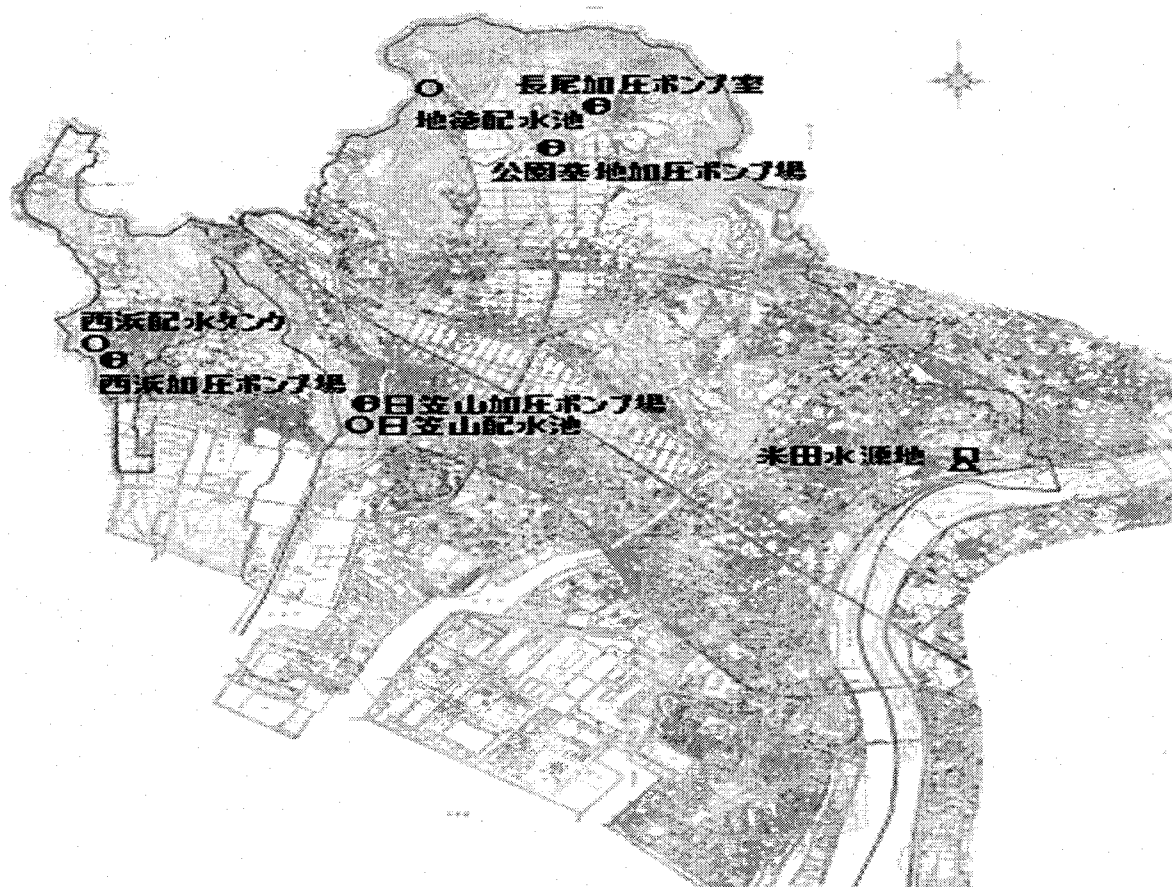 長尾加圧ポンプ室
地蔵配水池
公園墓地加圧ポンプ場
西浜配水タンク
西浜加圧ポンプ場
日笠山加圧ポンプ場
日笠山配水池
米田水源地